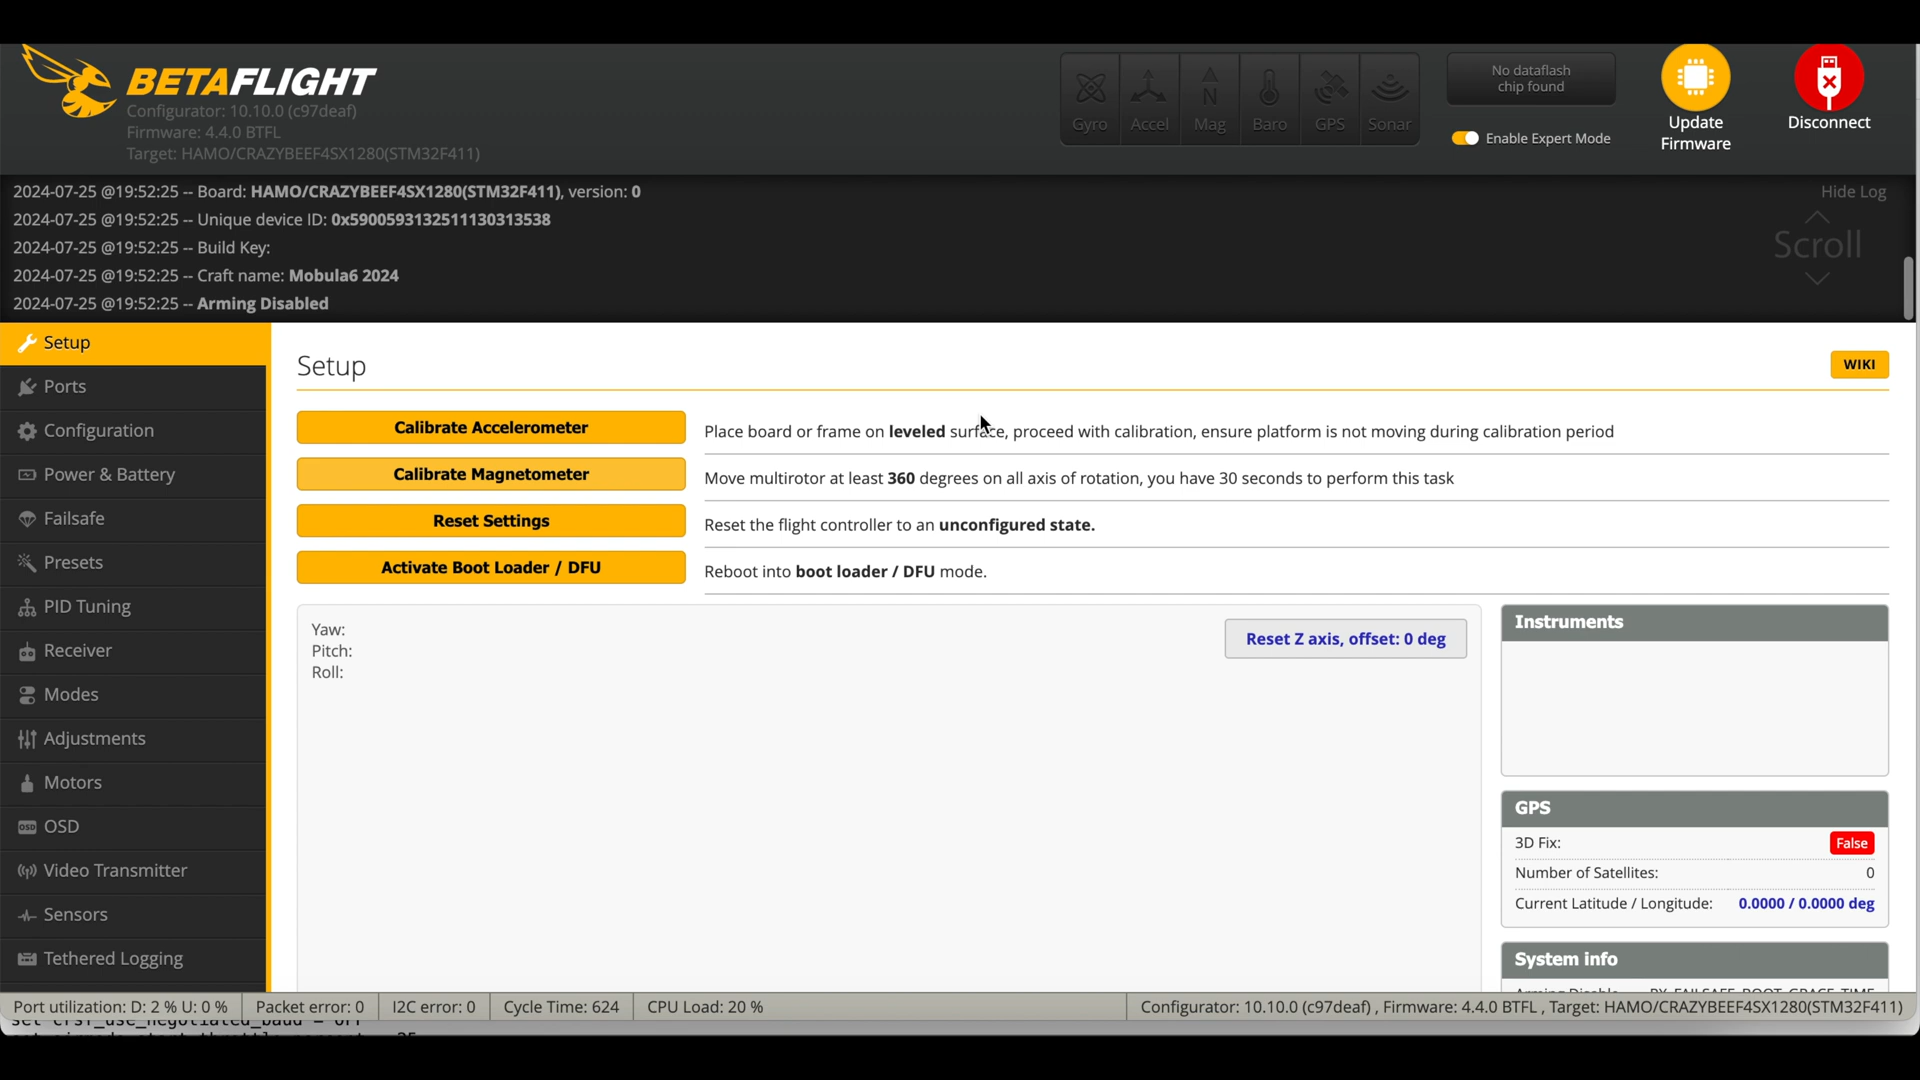 BETAFLIGHT
Configurator: 10.10.0 (c97deaf)
Firmware: 4.4.0 BTFL
Target: HAMO/CRAZYBEEF4SX1280(STM32F411)
Gyro
Accel
N
Mag
Baro
GPS
Sonar
No dataflash
chip found
Enable Expert Mode
Update
Firmware
Disconnect
2024-07-25 @19:52:25 -- Board: HAMO/CRAZYBEEF4SX1280(STM32F411), version: 0
2024-07-25 @19:52:25 -- Unique device ID: 0x5900593132511130313538
2024-07-25 @19:52:25 -- Build Key:
2024-07-25 @19:52:25 -- Craft name: Mobula6 2024
2024-07-25 @19:52:25 -- Arming Disabled
Hide Log
Scroll
Setup
Ports
Configuration
Power & Battery
Failsafe
Presets
PID Tuning
Receiver
Modes
Adjustments
Motors
OSD OSD
Video Transmitter
Sensors
Tethered Logging
Setup
WIKI
Calibrate Accelerometer
Place board or frame on leveled surface, proceed with calibration, ensure platform is not moving during calibration period
Calibrate Magnetometer
Move multirotor at least 360 degrees on all axis of rotation, you have 30 seconds to perform this task
Reset Settings
Reset the flight controller to an unconfigured state.
Activate Boot Loader / DFU
Reboot into boot loader / DFU mode.
Yaw:
Pitch:
Roll:
Reset Z axis, offset: 0 deg
Instruments
GPS
3D Fix: False
Number of Satellites: 0
Current Latitude / Longitude: 0.0000 / 0.0000 deg
System info
Port utilization: D: 2 % U: 0 %
Packet error: 0
I2C error: 0
Cycle Time: 624
CPU Load: 20 %
Configurator: 10.10.0 (c97deaf) , Firmware: 4.4.0 BTFL , Target: HAMO/CRAZYBEEF4SX1280(STM32F411)